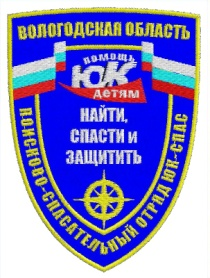 ВОЛОГОДСКАЯ ОБЛАСТЬ
ПОМОЩЬ
ЮК
ДЕТЯМ
НАЙТИ,
СПАСТИ И
ЗАЩИТИТЬ
ПОИСКОВО-СПАСАТЕЛЬНЫЙ ОТРЯД ЮК-СПАС